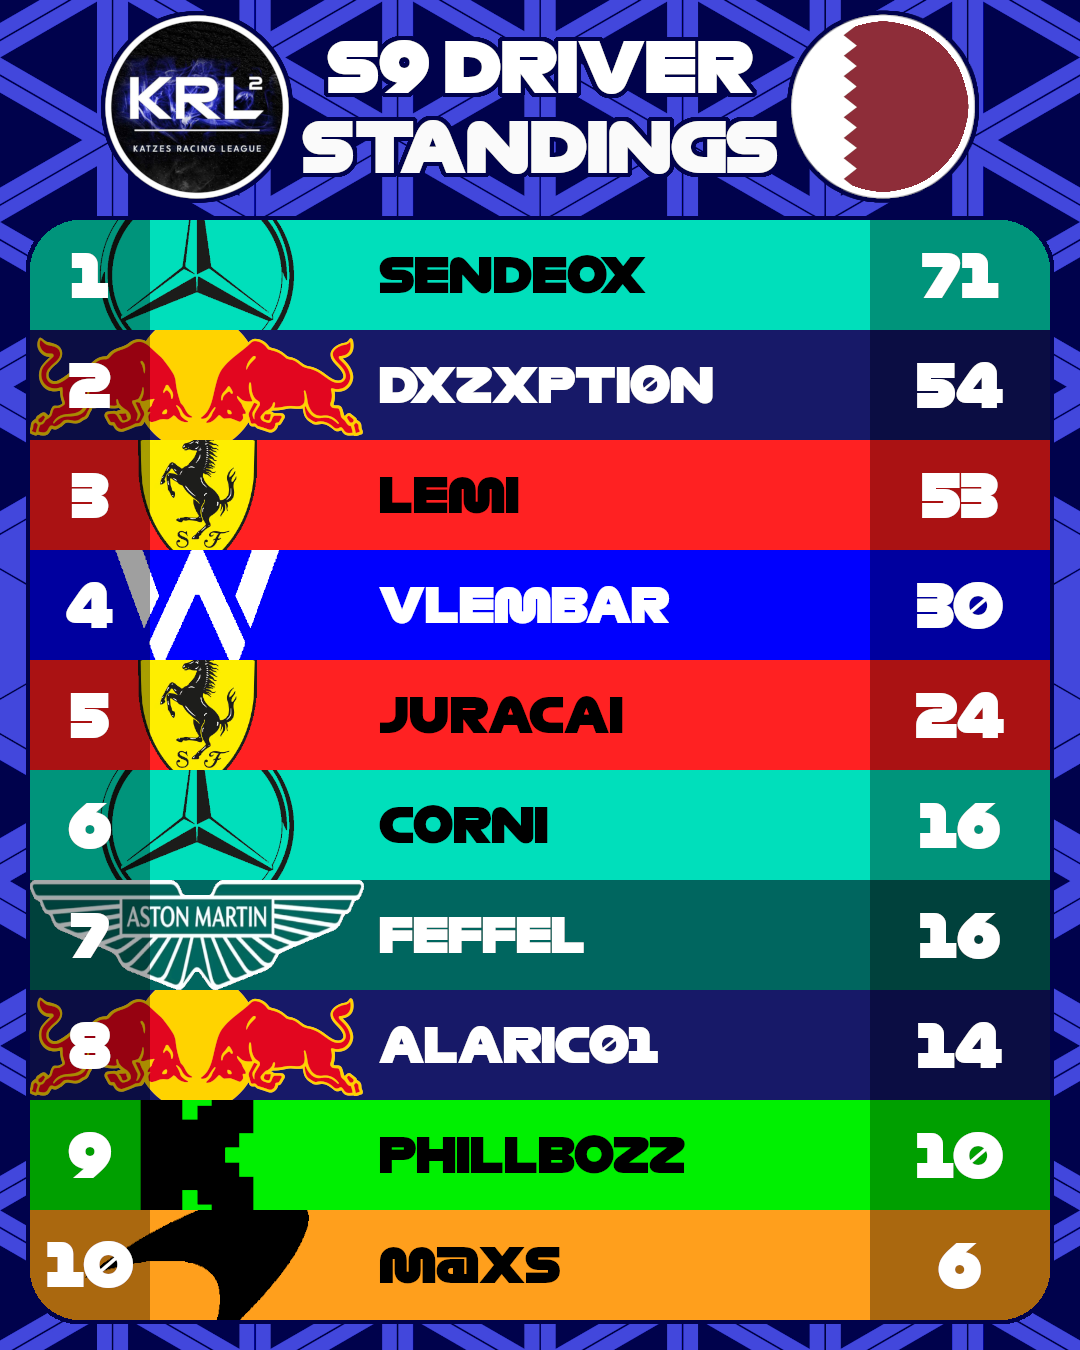 KRL²
KATZES RACING LEAGUE
S9 DRIVER
STANDINGS
1 SENDEOX 71
2 DXZXPTI0N 54
S F
3 LEMI 53
W
4 VLEMBAR 30
S F
5 JURACAI 24
6 CORNI 16
ASTON MARTIN
7 FEFFEL 16
8 ALARIC01 14
9 PHILLBOZZ 10
10 maxs 6